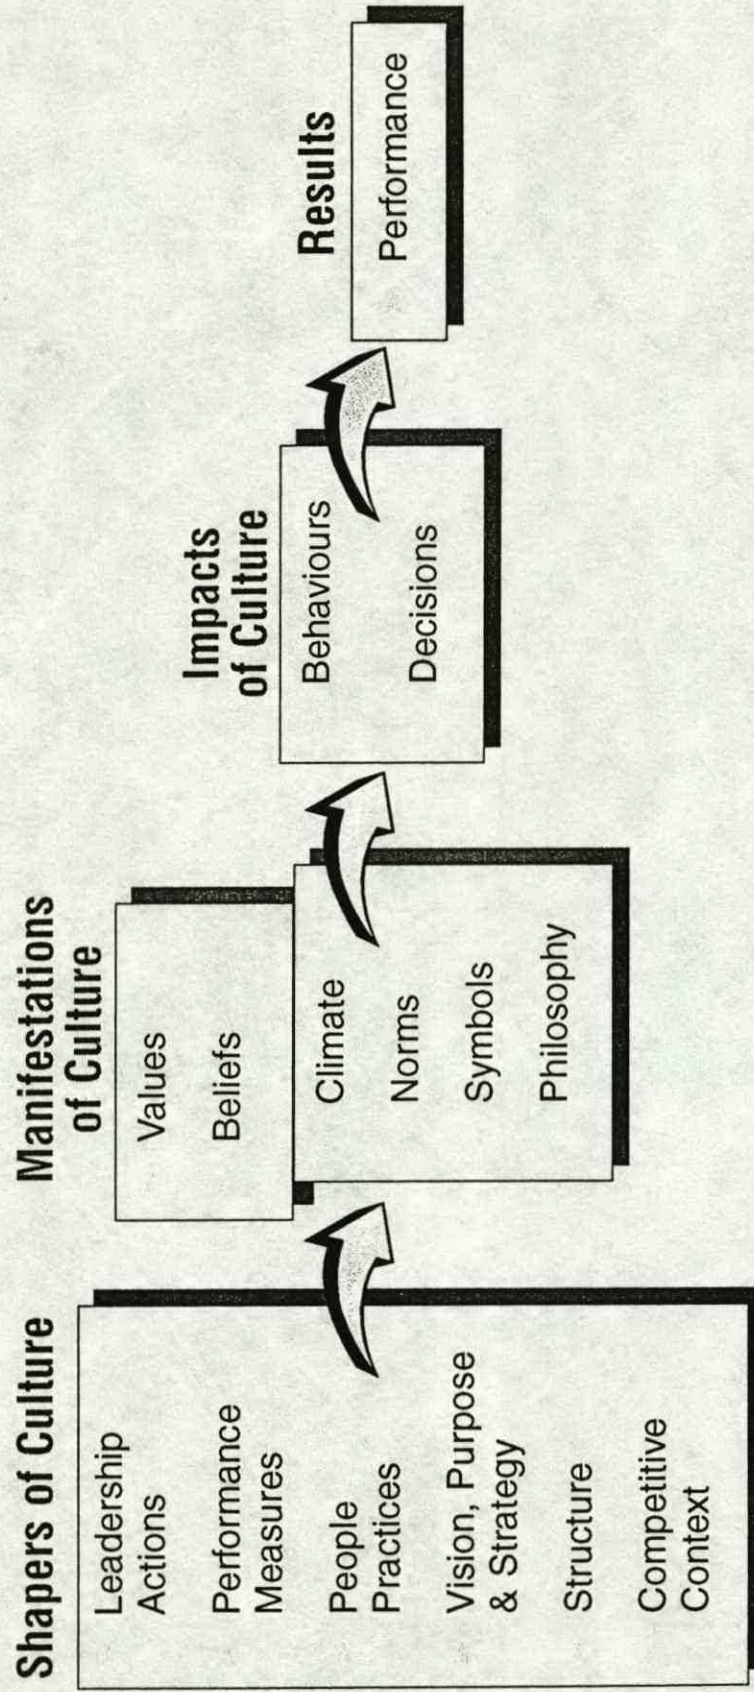 Shapers of Culture
Leadership
Actions
Performance
Measures
People
Practices
Vision, Purpose
& Strategy
Structure
Competitive
Context
Manifestations
of Culture
Values
Beliefs
Climate
Norms
Symbols
Philosophy
Impacts
of Culture
Behaviours
Decisions
Results
Performance